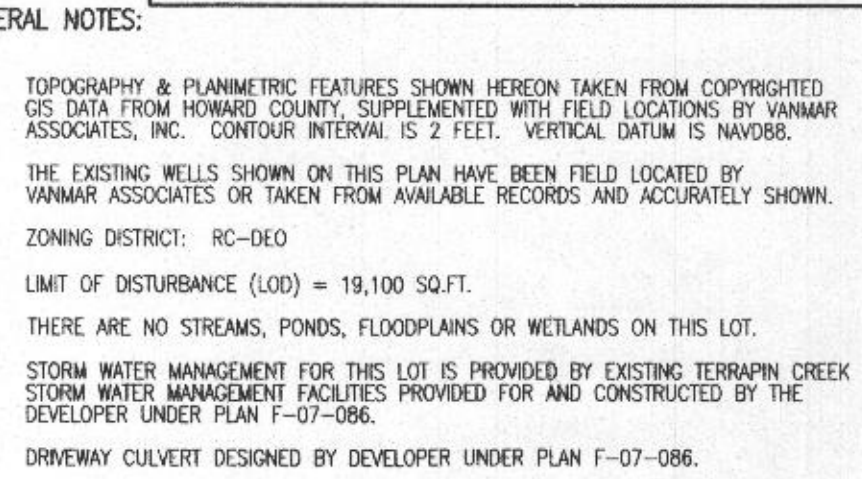 ERAL NOTES:
TOPOGRAPHY & PLANIMETRIC FEATURES SHOWN HEREON TAKEN FROM COPYRIGHTED
GIS DATA FROM HOWARD COUNTY, SUPPLEMENTED WITH FIELD LOCATIONS BY VANMAR
ASSOCIATES, INC. CONTOUR INTERVAL IS 2 FEET. VERTICAL DATUM IS NAVD88.
THE EXISTING WELLS SHOWN ON THIS PLAN HAVE BEEN FIELD LOCATED BY
VANMAR ASSOCIATES OR TAKEN FROM AVAILABLE RECORDS AND ACCURATELY SHOWN.
ZONING DISTRICT: RC-DEO
LIMIT OF DISTURBANCE (LOD) = 19,100 SQ.FT.
THERE ARE NO STREAMS, PONDS, FLOODPLAINS OR WETLANDS ON THIS LOT.
STORM WATER MANAGEMENT FOR THIS LOT IS PROVIDED BY EXISTING TERRAPIN CREEK
STORM WATER MANAGEMENT FACILITIES PROVIDED FOR AND CONSTRUCTED BY THE
DEVELOPER UNDER PLAN F-07-086.
DRIVEWAY CULVERT DESIGNED BY DEVELOPER UNDER PLAN F-07-086.